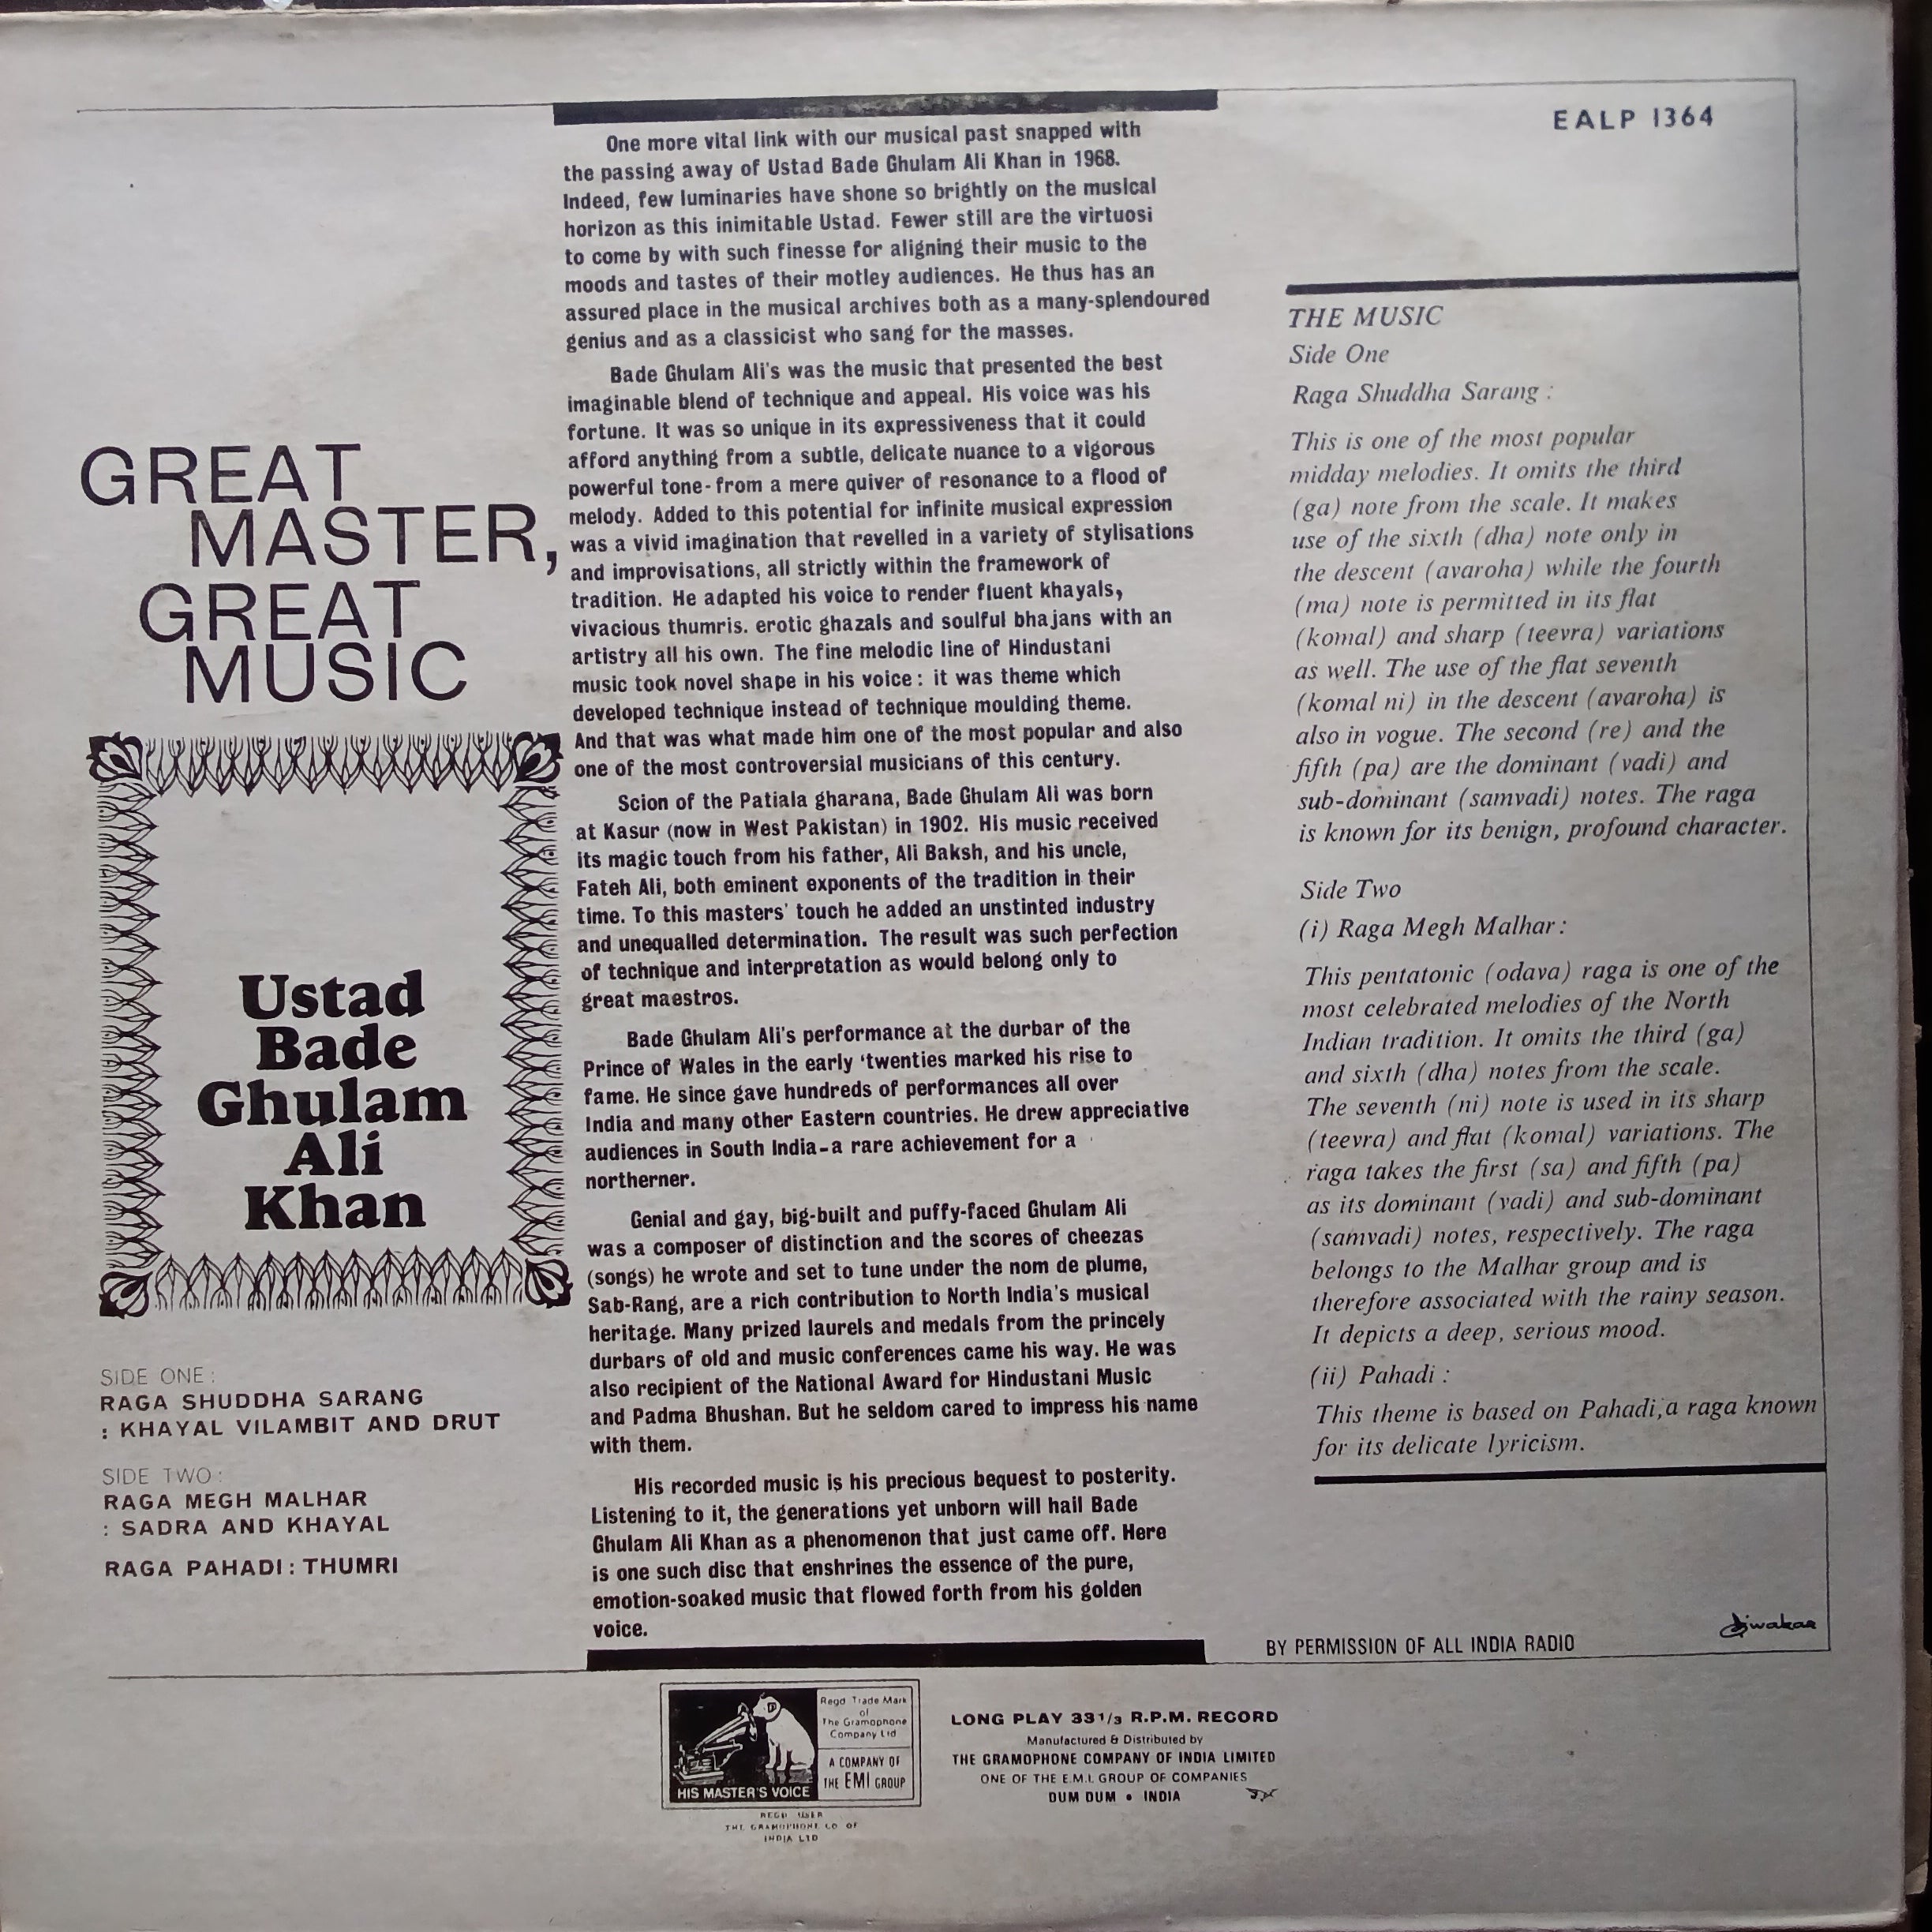 GREAT
MASTER,
GREAT
MUSIC
Ustad
Bade
Ghulam
Ali
Khan
SIDE ONE :
RAGA SHUDDHA SARANG
: KHAYAL VILAMBIT AND DRUT
SIDE TWO :
RAGA MEGH MALHAR
: SADRA AND KHAYAL
RAGA PAHADI : THUMRI
One more vital link with our musical past snapped with
the passing away of Ustad Bade Ghulam Ali Khan in 1968.
Indeed, few luminaries have shone so brightly on the musical
horizon as this inimitable Ustad. Fewer still are the virtuosi
to come by with such finesse for aligning their music to the
moods and tastes of their motley audiences. He thus has an
assured place in the musical archives both as a many-splendoured
genius and as a classicist who sang for the masses.
Bade Ghulam Ali's was the music that presented the best
imaginable blend of technique and appeal. His voice was his
fortune. It was so unique in its expressiveness that it could
afford anything from a subtle, delicate nuance to a vigorous
powerful tone-from a mere quiver of resonance to a flood of
melody. Added to this potential for infinite musical expression
was a vivid imagination that revelled in a variety of stylisations
and improvisations, all strictly within the framework of
tradition. He adapted his voice to render fluent khayals,
vivacious thumris. erotic ghazals and soulful bhajans with an
artistry all his own. The fine melodic line of Hindustani
music took novel shape in his voice : it was theme which
developed technique instead of technique moulding theme.
And that was what made him one of the most popular and also
one of the most controversial musicians of this century.
Scion of the Patiala gharana, Bade Ghulam Ali was born
at Kasur (now in West Pakistan) in 1902. His music received
its magic touch from his father, Ali Baksh, and his uncle,
Fateh Ali, both eminent exponents of the tradition in their
time. To this masters' touch he added an unstinted industry
and unequalled determination. The result was such perfection
of technique and interpretation as would belong only to
great maestros.
Bade Ghulam Ali's performance at the durbar of the
Prince of Wales in the early 'twenties marked his rise to
fame. He since gave hundreds of performances all over
India and many other Eastern countries. He drew appreciative
audiences in South India-a rare achievement for a
northerner.
Genial and gay, big-built and puffy-faced Ghulam Ali
was a composer of distinction and the scores of cheezas
(songs) he wrote and set to tune under the nom de plume,
Sab-Rang, are a rich contribution to North India's musical
heritage. Many prized laurels and medals from the princely
durbars of old and music conferences came his way. He was
also recipient of the National Award for Hindustani Music
and Padma Bhushan. But he seldom cared to impress his name
with them.
His recorded music is his precious bequest to posterity.
Listening to it, the generations yet unborn will hail Bade
Ghulam Ali Khan as a phenomenon that just came off. Here
is one such disc that enshrines the essence of the pure,
emotion-soaked music that flowed forth from his golden
voice.
EALP 1364
THE MUSIC
Side One
Raga Shuddha Sarang :
This is one of the most popular
midday melodies. It omits the third
(ga) note from the scale. It makes
use of the sixth (dha) note only in
the descent (avaroha) while the fourth
(ma) note is permitted in its flat
(komal) and sharp (teevra) variations
as well. The use of the flat seventh
(komal ni) in the descent (avaroha) is
also in vogue. The second (re) and the
fifth (pa) are the dominant (vadi) and
sub-dominant (samvadi) notes. The raga
is known for its benign, profound character.
Side Two
(i) Raga Megh Malhar :
This pentatonic (odava) raga is one of the
most celebrated melodies of the North
Indian tradition. It omits the third (ga)
and sixth (dha) notes from the scale.
The seventh (ni) note is used in its sharp
(teevra) and flat (komal) variations. The
raga takes the first (sa) and fifth (pa)
as its dominant (vadi) and sub-dominant
(samvadi) notes, respectively. The raga
belongs to the Malhar group and is
therefore associated with the rainy season.
It depicts a deep, serious mood.
(ii) Pahadi :
This theme is based on Pahadi, a raga known
for its delicate lyricism.
Diwakar
BY PERMISSION OF ALL INDIA RADIO
HIS MASTER'S VOICE
Regd Trade Mark
of
The Gramophone
Company Ltd
A COMPANY OF
THE EMI GROUP
REGD USER
THE GRAMOPHONE CO OF
INDIA LTD
LONG PLAY 33 1/3 R.P.M. RECORD
Manufactured & Distributed by
THE GRAMOPHONE COMPANY OF INDIA LIMITED
ONE OF THE E.M.I. GROUP OF COMPANIES
DUM DUM • INDIA